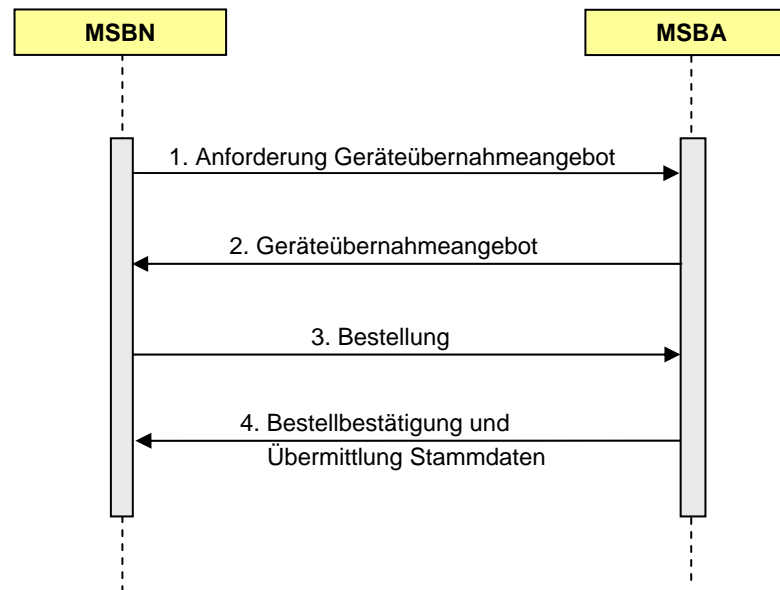 MSBN
MSBA
1. Anforderung Geräteübernahmeangebot
2. Geräteübernahmeangebot
3. Bestellung
4. Bestellbestätigung und
Übermittlung Stammdaten